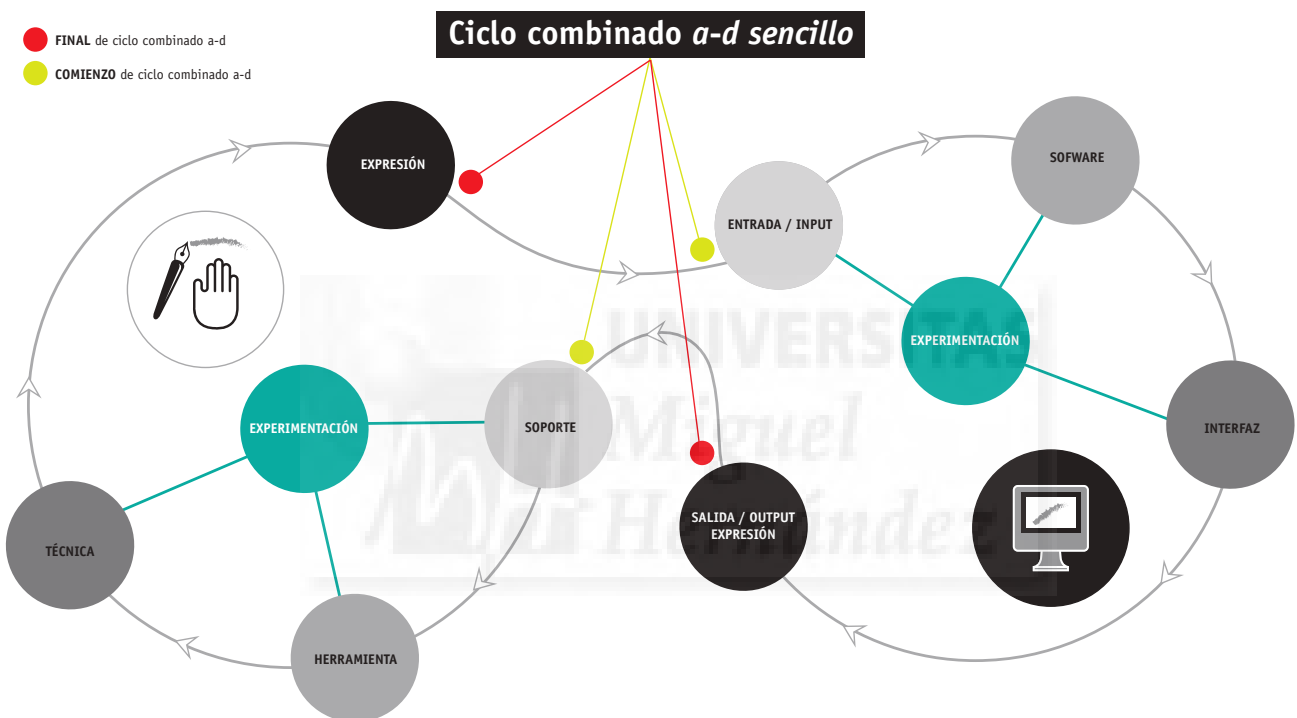 Ciclo combinado a-d sencillo
FINAL de ciclo combinado a-d
COMIENZO de ciclo combinado a-d
EXPRESIÓN
ENTRADA / INPUT
SOFWARE
EXPERIMENTACIÓN
INTERFAZ
EXPERIMENTACIÓN
SOPORTE
SALIDA / OUTPUT
EXPRESIÓN
TÉCNICA
HERRAMIENTA
UNIVERSITAS
Miguel
Hernández